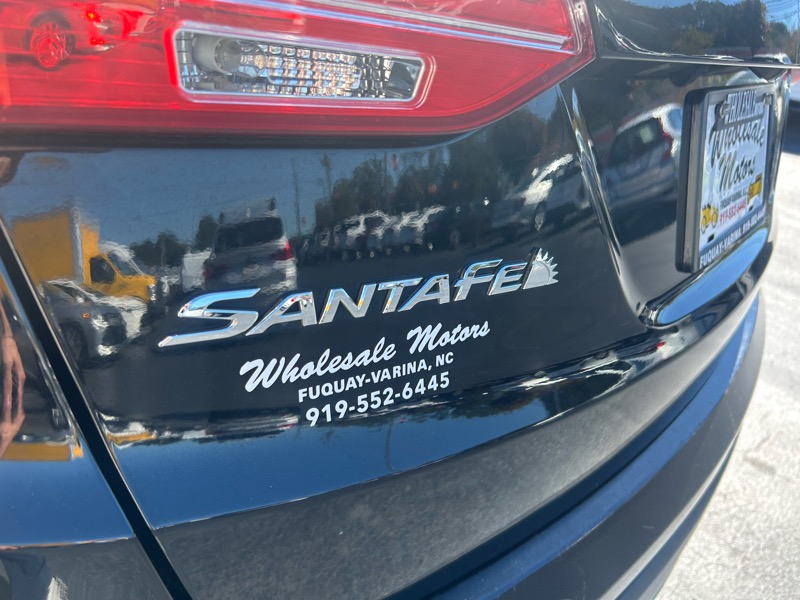 SANTAFE
Wholesale Motors
FUQUAY-VARINA, NC
919-552-6445
Wholesale
Motors
FUQUAY-VARINA